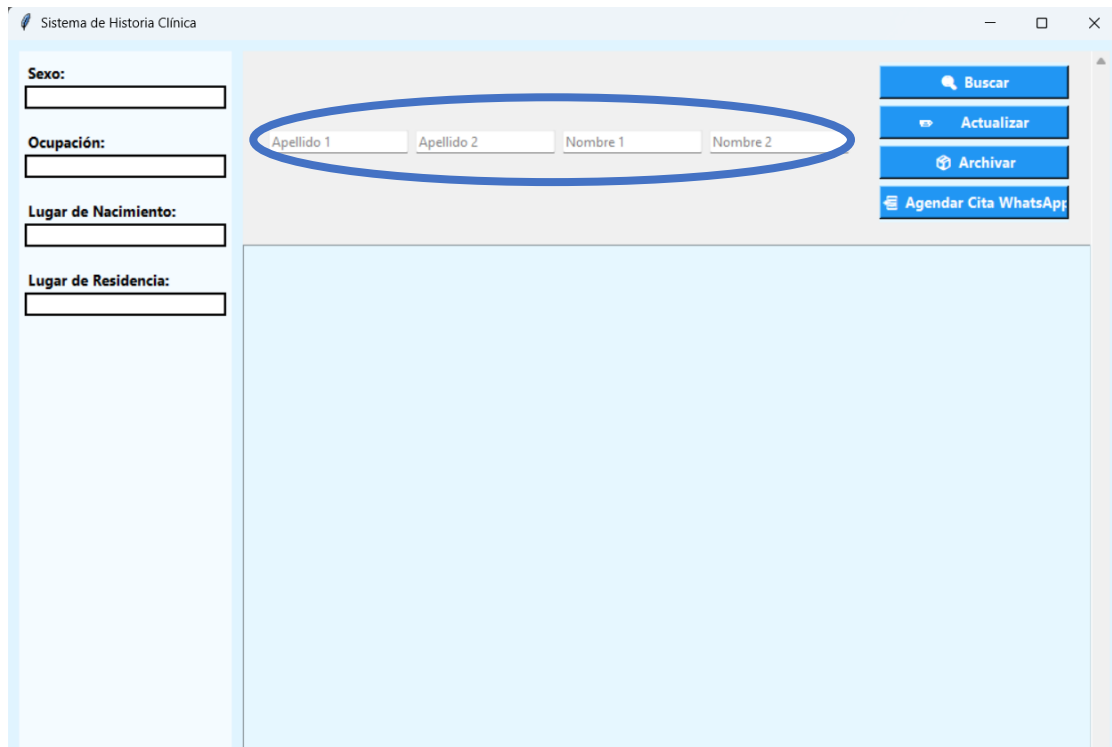 Sistema de Historia Clínica
Sexo:
Ocupación:
Lugar de Nacimiento:
Lugar de Residencia:
Apellido 1
Apellido 2
Nombre 1
Nombre 2
Buscar
Actualizar
Archivar
Agendar Cita WhatsApp